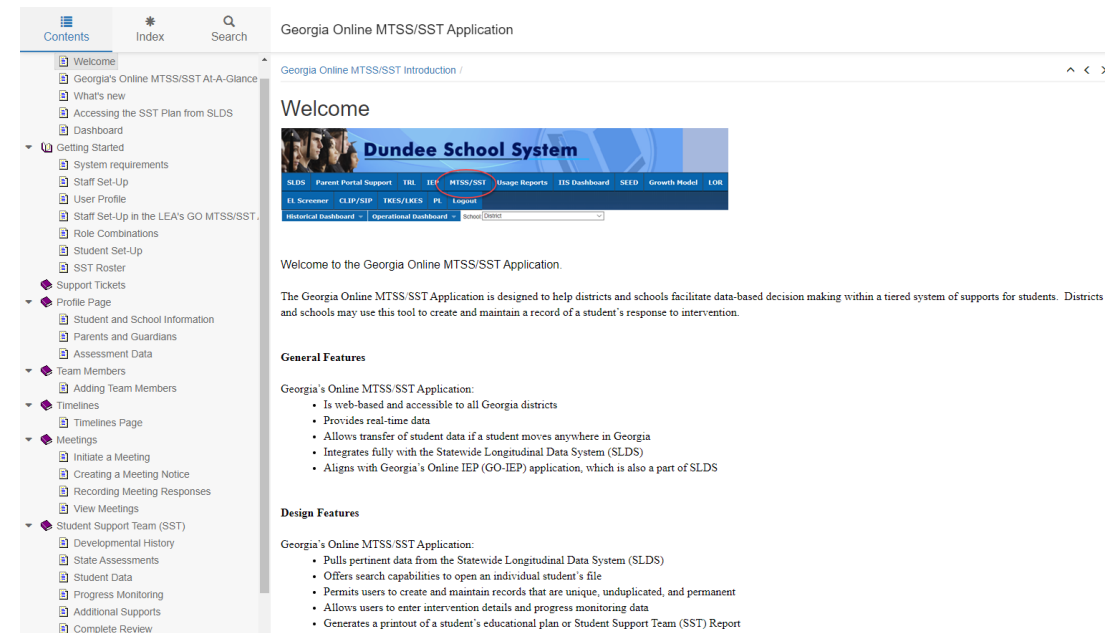 Contents
Index
Search
Georgia Online MTSS/SST Application
Welcome
Georgia's Online MTSS/SST At-A-Glance
What's new
Accessing the SST Plan from SLDS
Dashboard
Getting Started
System requirements
Staff Set-Up
User Profile
Staff Set-Up in the LEA's GO MTSS/SST
Role Combinations
Student Set-Up
SST Roster
Support Tickets
Profile Page
Student and School Information
Parents and Guardians
Assessment Data
Team Members
Adding Team Members
Timelines
Timelines Page
Meetings
Initiate a Meeting
Creating a Meeting Notice
Recording Meeting Responses
View Meetings
Student Support Team (SST)
Developmental History
State Assessments
Student Data
Progress Monitoring
Additional Supports
Complete Review
Georgia Online MTSS/SST Introduction /
Welcome
Dundee School System
SLDS Parent Portal Support TRL IEP MTSS/SST Usage Reports IIS Dashboard SEED Growth Model LOR
EL Screener CLIP/SIP TKES/LKES PL Logout
Historical Dashboard Operational Dashboard School District
Welcome to the Georgia Online MTSS/SST Application.
The Georgia Online MTSS/SST Application is designed to help districts and schools facilitate data-based decision making within a tiered system of supports for students. Districts
and schools may use this tool to create and maintain a record of a student's response to intervention.
General Features
Georgia's Online MTSS/SST Application:
• Is web-based and accessible to all Georgia districts
• Provides real-time data
• Allows transfer of student data if a student moves anywhere in Georgia
• Integrates fully with the Statewide Longitudinal Data System (SLDS)
• Aligns with Georgia's Online IEP (GO-IEP) application, which is also a part of SLDS
Design Features
Georgia's Online MTSS/SST Application:
• Pulls pertinent data from the Statewide Longitudinal Data System (SLDS)
• Offers search capabilities to open an individual student's file
• Permits users to create and maintain records that are unique, unduplicated, and permanent
• Allows users to enter intervention details and progress monitoring data
• Generates a printout of a student's educational plan or Student Support Team (SST) Report